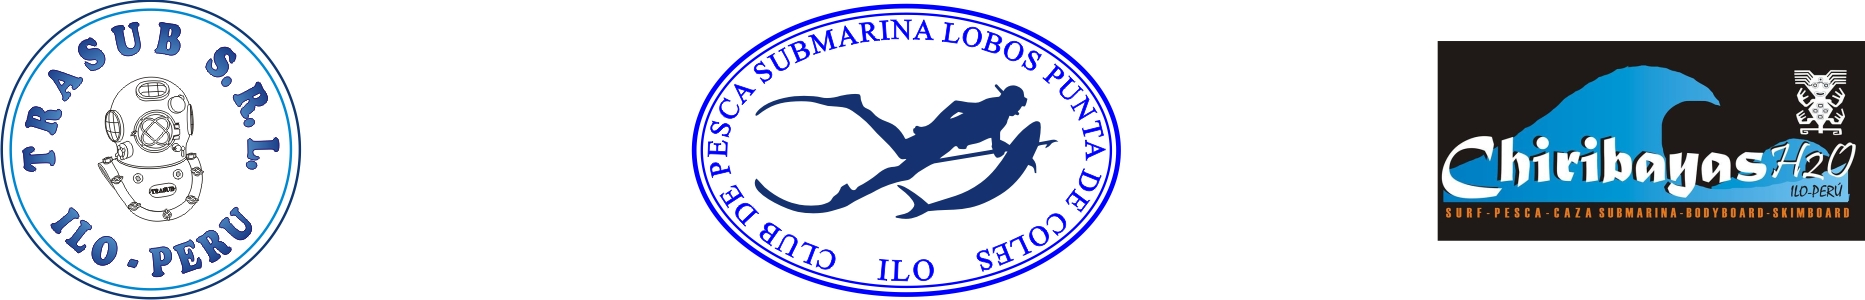 TRASUB S.R.L.
TRASUB
ILO - PERU
CLUB DE PESCA SUBMARINA LOBOS PUNTA DE COLES
ILO
Chiribayas H2O
ILO-PERÚ
SURF-PESCA-CAZA SUBMARINA-BODYBOARD-SKIMBOARD